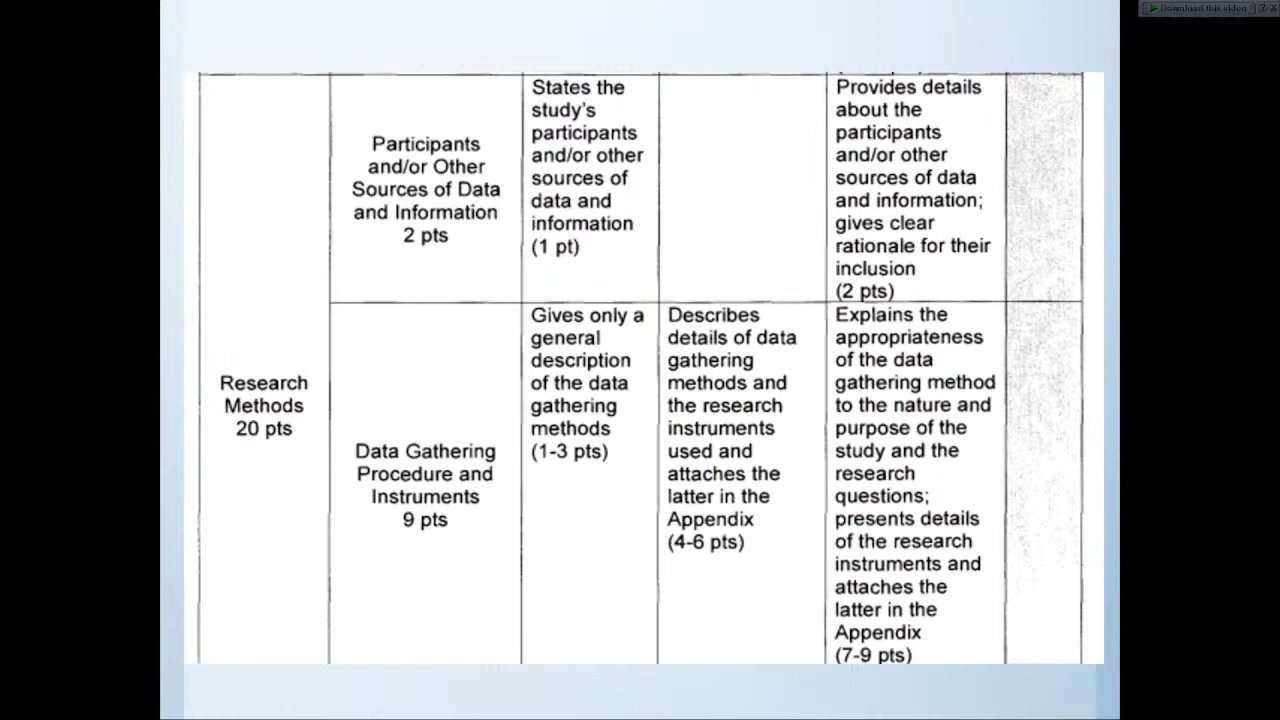 Download this video
States the
study's
participants
and/or other
sources of
data and
information
(1 pt)
Provides details
about the
participants
and/or other
sources of data
and information;
gives clear
rationale for their
inclusion
(2 pts)
Participants
and/or Other
Sources of Data
and Information
2 pts
Research
Methods
20 pts
Data Gathering
Procedure and
Instruments
9 pts
Gives only a
general
description
of the data
gathering
methods
(1-3 pts)
Describes
details of data
gathering
methods and
the research
instruments
used and
attaches the
latter in the
Appendix
(4-6 pts)
Explains the
appropriateness
of the data
gathering method
to the nature and
purpose of the
study and the
research
questions;
presents details
of the research
instruments and
attaches the
latter in the
Appendix
(7-9 pts)